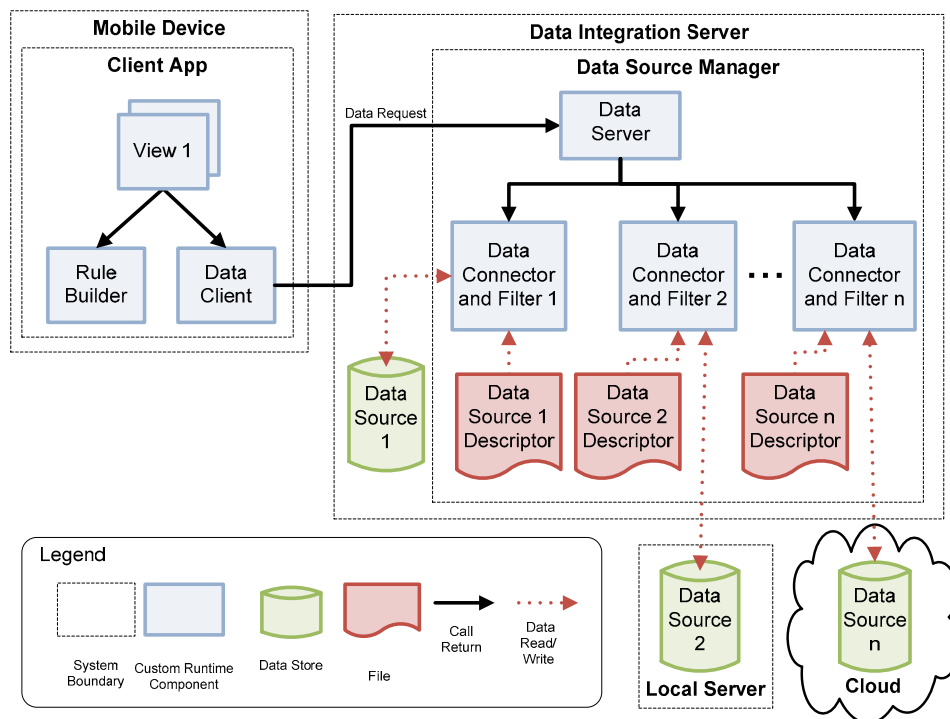 Mobile Device
Client App
View 1
Rule
Builder
Data
Client
Data Request
Data Integration Server
Data Source Manager
Data
Server
Data
Connector
and Filter 1
Data
Connector
and Filter 2
...
Data
Connector
and Filter n
Data
Source
1
Data
Source 1
Descriptor
Data
Source 2
Descriptor
Data
Source n
Descriptor
Legend
System
Boundary
Custom Runtime
Component
Data Store
File
Call
Return
Data
Read/
Write
Data
Source
2
Local Server
Data
Source
n
Cloud